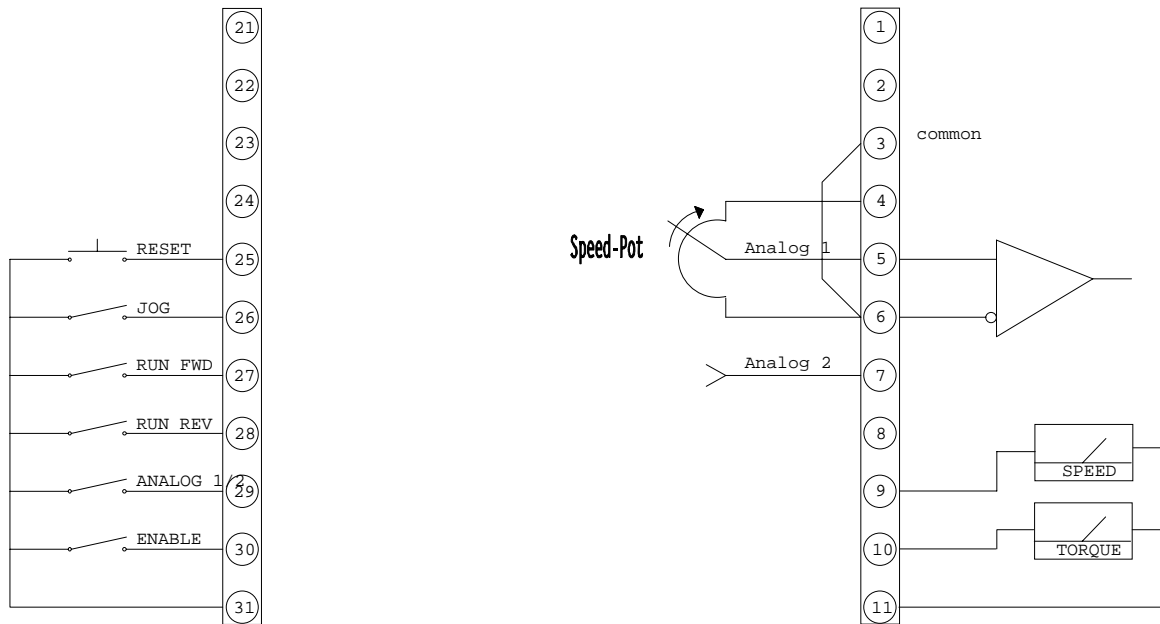 21
22
23
24
RESET 25
JOG 26
RUN FWD 27
RUN REV 28
ANALOG 1/2 29
ENABLE 30
31
1
2
3 common
4
Speed-Pot
Analog 1 5
6
Analog 2 7
8
SPEED
9
10 TORQUE
11